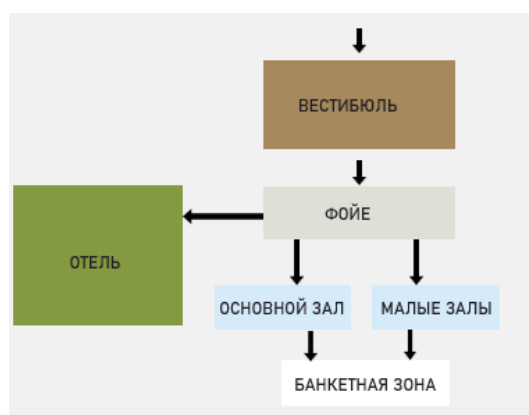 ВЕСТИБЮЛЬ
ФОЙЕ
ОТЕЛЬ
ОСНОВНОЙ ЗАЛ
МАЛЫЕ ЗАЛЫ
БАНКЕТНАЯ ЗОНА